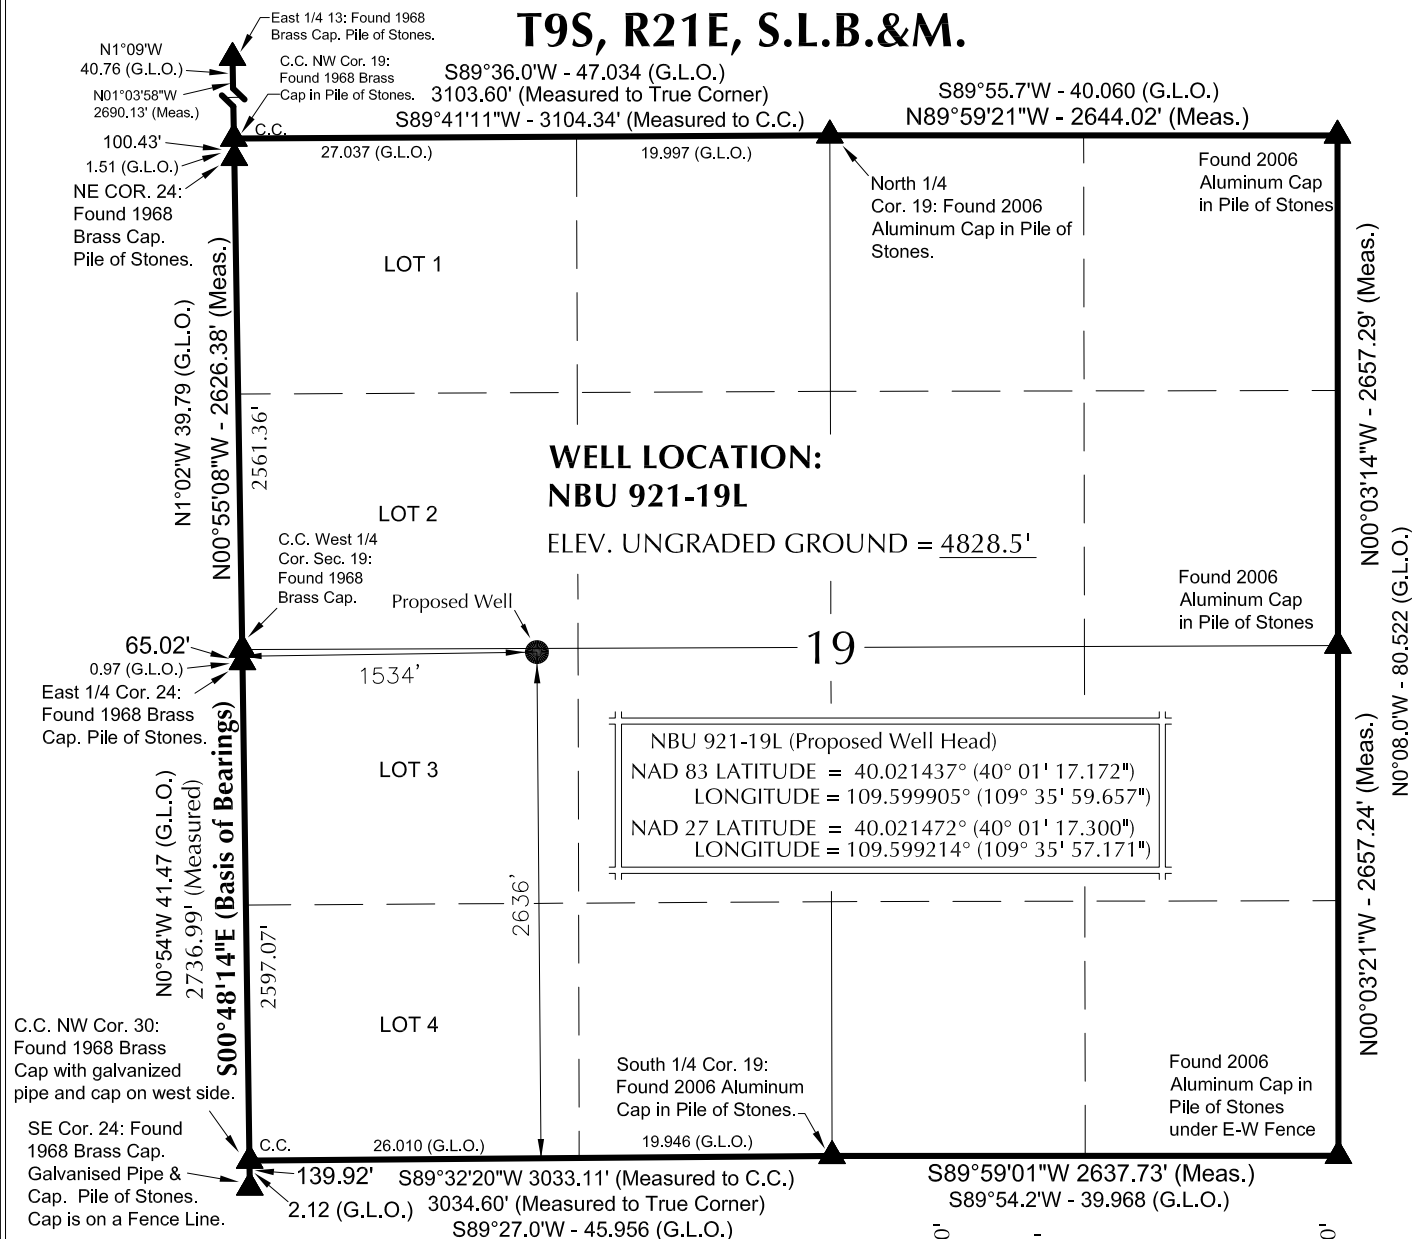 T9S, R21E, S.L.B.&M.
East 1/4 13: Found 1968
Brass Cap. Pile of Stones.
N1°09'W
40.76 (G.L.O.)
N01°03'58"W
2690.13' (Meas.)
C.C. NW Cor. 19:
Found 1968 Brass
Cap in Pile of Stones.
S89°36.0'W - 47.034 (G.L.O.)
3103.60' (Measured to True Corner)
S89°41'11"W - 3104.34' (Measured to C.C.)
S89°55.7'W - 40.060 (G.L.O.)
N89°59'21"W - 2644.02' (Meas.)
C.C.
100.43'
1.51 (G.L.O.)
27.037 (G.L.O.)
19.997 (G.L.O.)
NE COR. 24:
Found 1968
Brass Cap.
Pile of Stones.
North 1/4
Cor. 19: Found 2006
Aluminum Cap in Pile of
Stones.
Found 2006
Aluminum Cap
in Pile of Stones
LOT 1
N1°02'W 39.79 (G.L.O.)
N00°55'08"W - 2626.38' (Meas.)
2561.36'
N00°03'14"W - 2657.29' (Meas.)
WELL LOCATION:
NBU 921-19L
ELEV. UNGRADED GROUND = 4828.5'
LOT 2
C.C. West 1/4
Cor. Sec. 19:
Found 1968
Brass Cap.
Proposed Well
Found 2006
Aluminum Cap
in Pile of Stones
N0°08.0'W - 80.522 (G.L.O.)
65.02'
0.97 (G.L.O.)
East 1/4 Cor. 24:
Found 1968 Brass
Cap. Pile of Stones.
1534'
19
NBU 921-19L (Proposed Well Head)
NAD 83 LATITUDE = 40.021437° (40° 01' 17.172")
LONGITUDE = 109.599905° (109° 35' 59.657")
NAD 27 LATITUDE = 40.021472° (40° 01' 17.300")
LONGITUDE = 109.599214° (109° 35' 57.171")
LOT 3
N0°54'W 41.47 (G.L.O.)
2736.99' (Measured)
S00°48'14"E (Basis of Bearings)
2597.07'
2636'
N00°03'21"W - 2657.24' (Meas.)
LOT 4
C.C. NW Cor. 30:
Found 1968 Brass
Cap with galvanized
pipe and cap on west side.
South 1/4 Cor. 19:
Found 2006 Aluminum
Cap in Pile of Stones.
Found 2006
Aluminum Cap in
Pile of Stones
under E-W Fence
SE Cor. 24: Found
1968 Brass Cap.
Galvanised Pipe &
Cap. Pile of Stones.
Cap is on a Fence Line.
C.C.
26.010 (G.L.O.)
19.946 (G.L.O.)
139.92'
2.12 (G.L.O.)
S89°32'20"W 3033.11' (Measured to C.C.)
3034.60' (Measured to True Corner)
S89°27.0'W - 45.956 (G.L.O.)
S89°59'01"W 2637.73' (Meas.)
S89°54.2'W - 39.968 (G.L.O.)